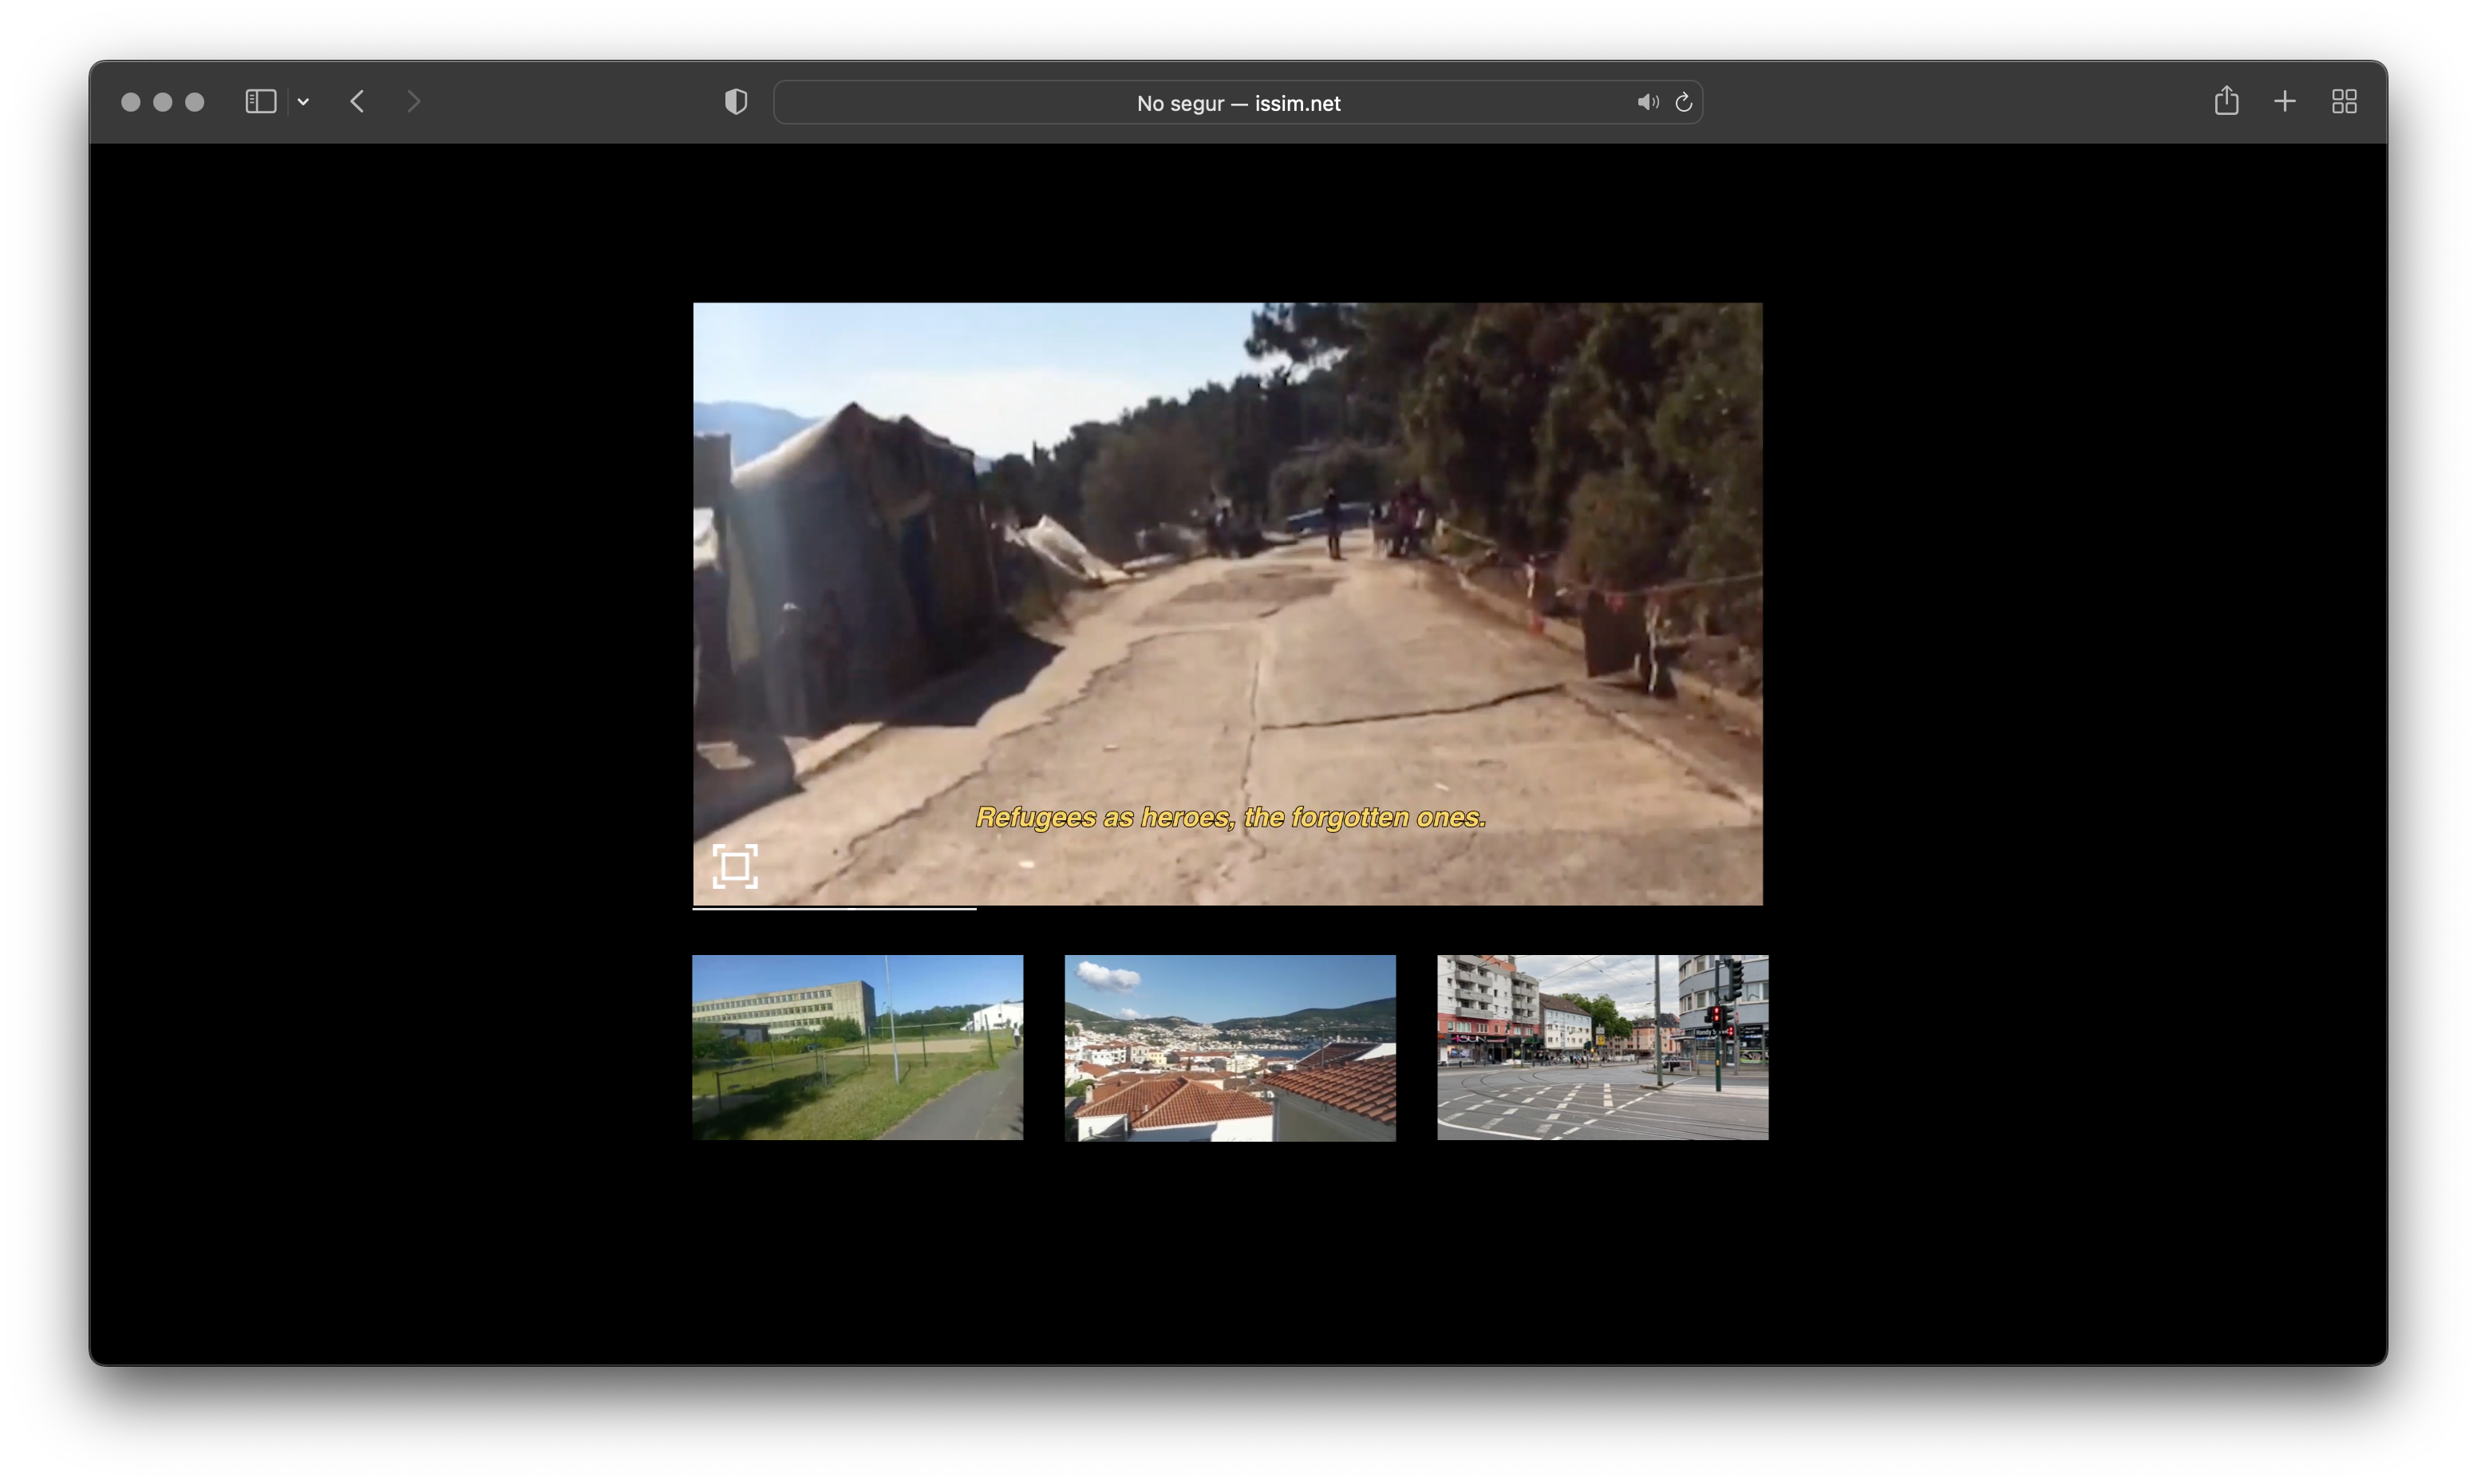 No segur — issim.net
Refugees as heroes, the forgotten ones.